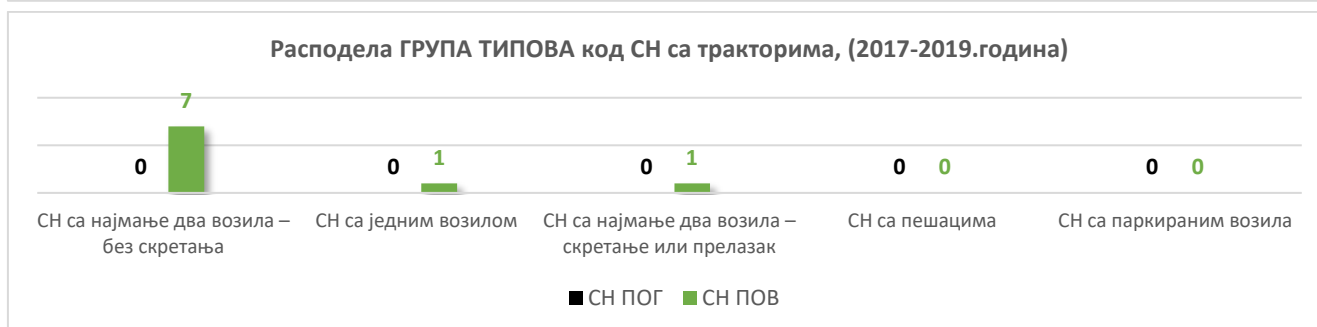 Расподела ГРУПА ТИПОВА код СН са тракторима, (2017-2019.година)
0 7 0 1 0 1 0 0 0 0
СН са најмање два возила –
без скретања
СН са једним возилом
СН са најмање два возила –
скретање или прелазак
СН са пешацима
СН са паркираним возила
СН ПОГ СН ПОВ